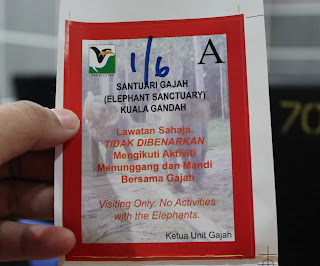 1/6
A
SANTUARI GAJAH
(ELEPHANT SANCTUARY)
KUALA GANDAH
Lawatan Sahaja.
TIDAK DIBENARKAN
Mengikuti Aktiviti
Menunggang dan Mandi
Bersama Gajah
Visiting Only. No Activities
with the Elephants.
Ketua Unit Gajah
70